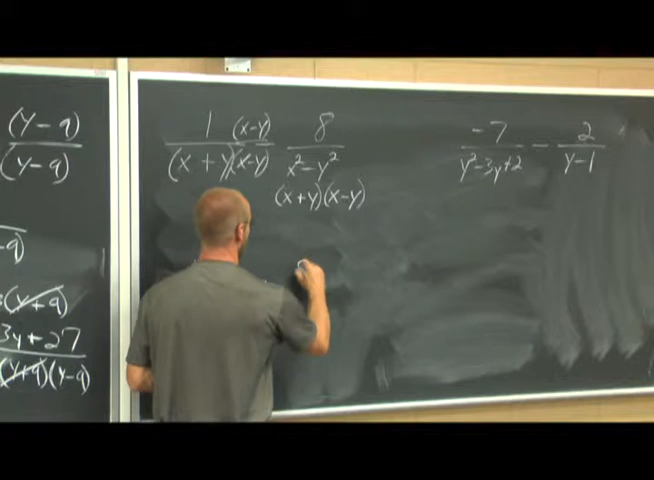 (y-9)
(y-9)
-9)
(y+9)
3y+27
(y+9)(y-9)
1 (x-y) 8
(x+y)(x-y) x²-y²
(x+y)(x-y)
-7 - 2
y²-3y+2 y-1